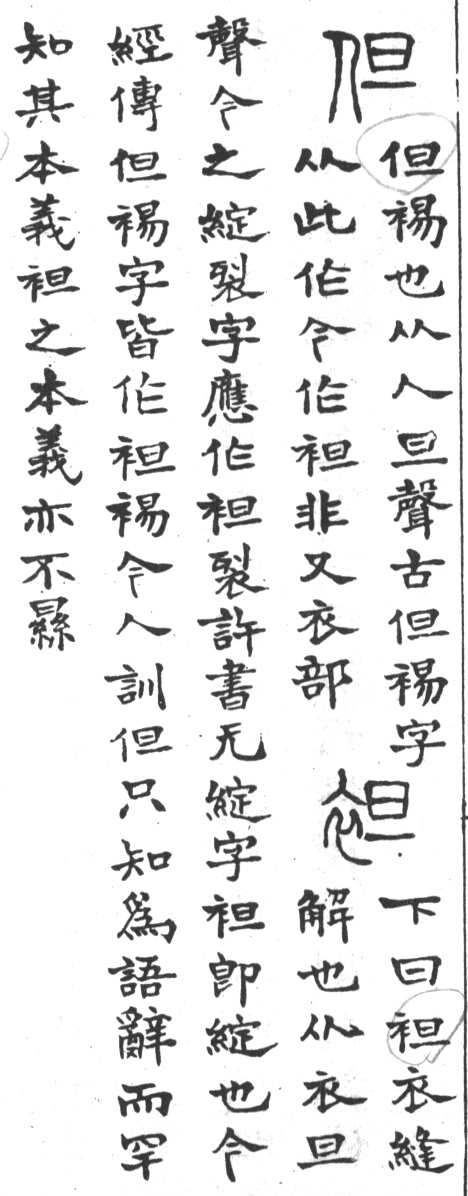 但
但裼也从人旦聲古但裼字
从此作今作袒非又衣部
袒
下曰袒衣縫
解也从衣旦
聲今之綻裂字應作袒裂許書无綻字袒即綻也今
經傳但裼字皆作袒裼今人訓但只知爲語辭而罕
知其本義袒之本義亦不㬎